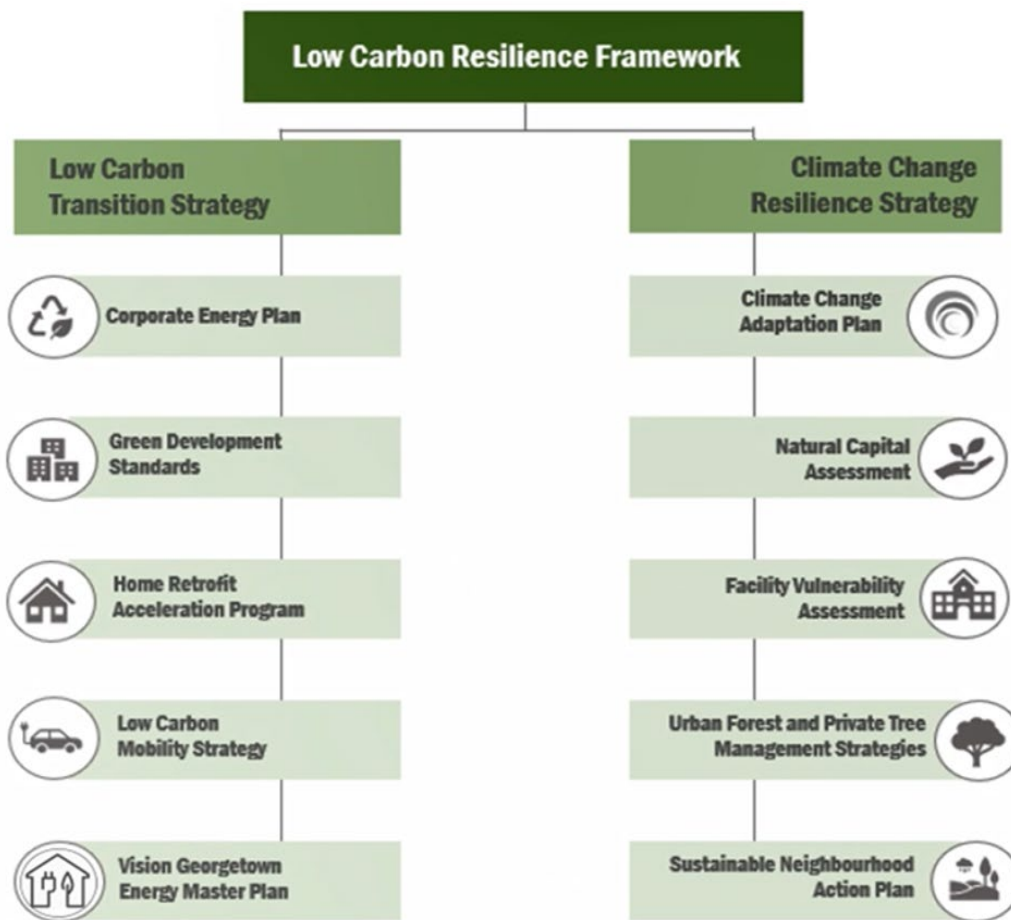 Low Carbon Resilience Framework
Low Carbon
Transition Strategy
Corporate Energy Plan
Green Development
Standards
Home Retrofit
Acceleration Program
Low Carbon
Mobility Strategy
Vision Georgetown
Energy Master Plan
Climate Change
Resilience Strategy
Climate Change
Adaptation Plan
Natural Capital
Assessment
Facility Vulnerability
Assessment
Urban Forest and Private Tree
Management Strategies
Sustainable Neighbourhood
Action Plan